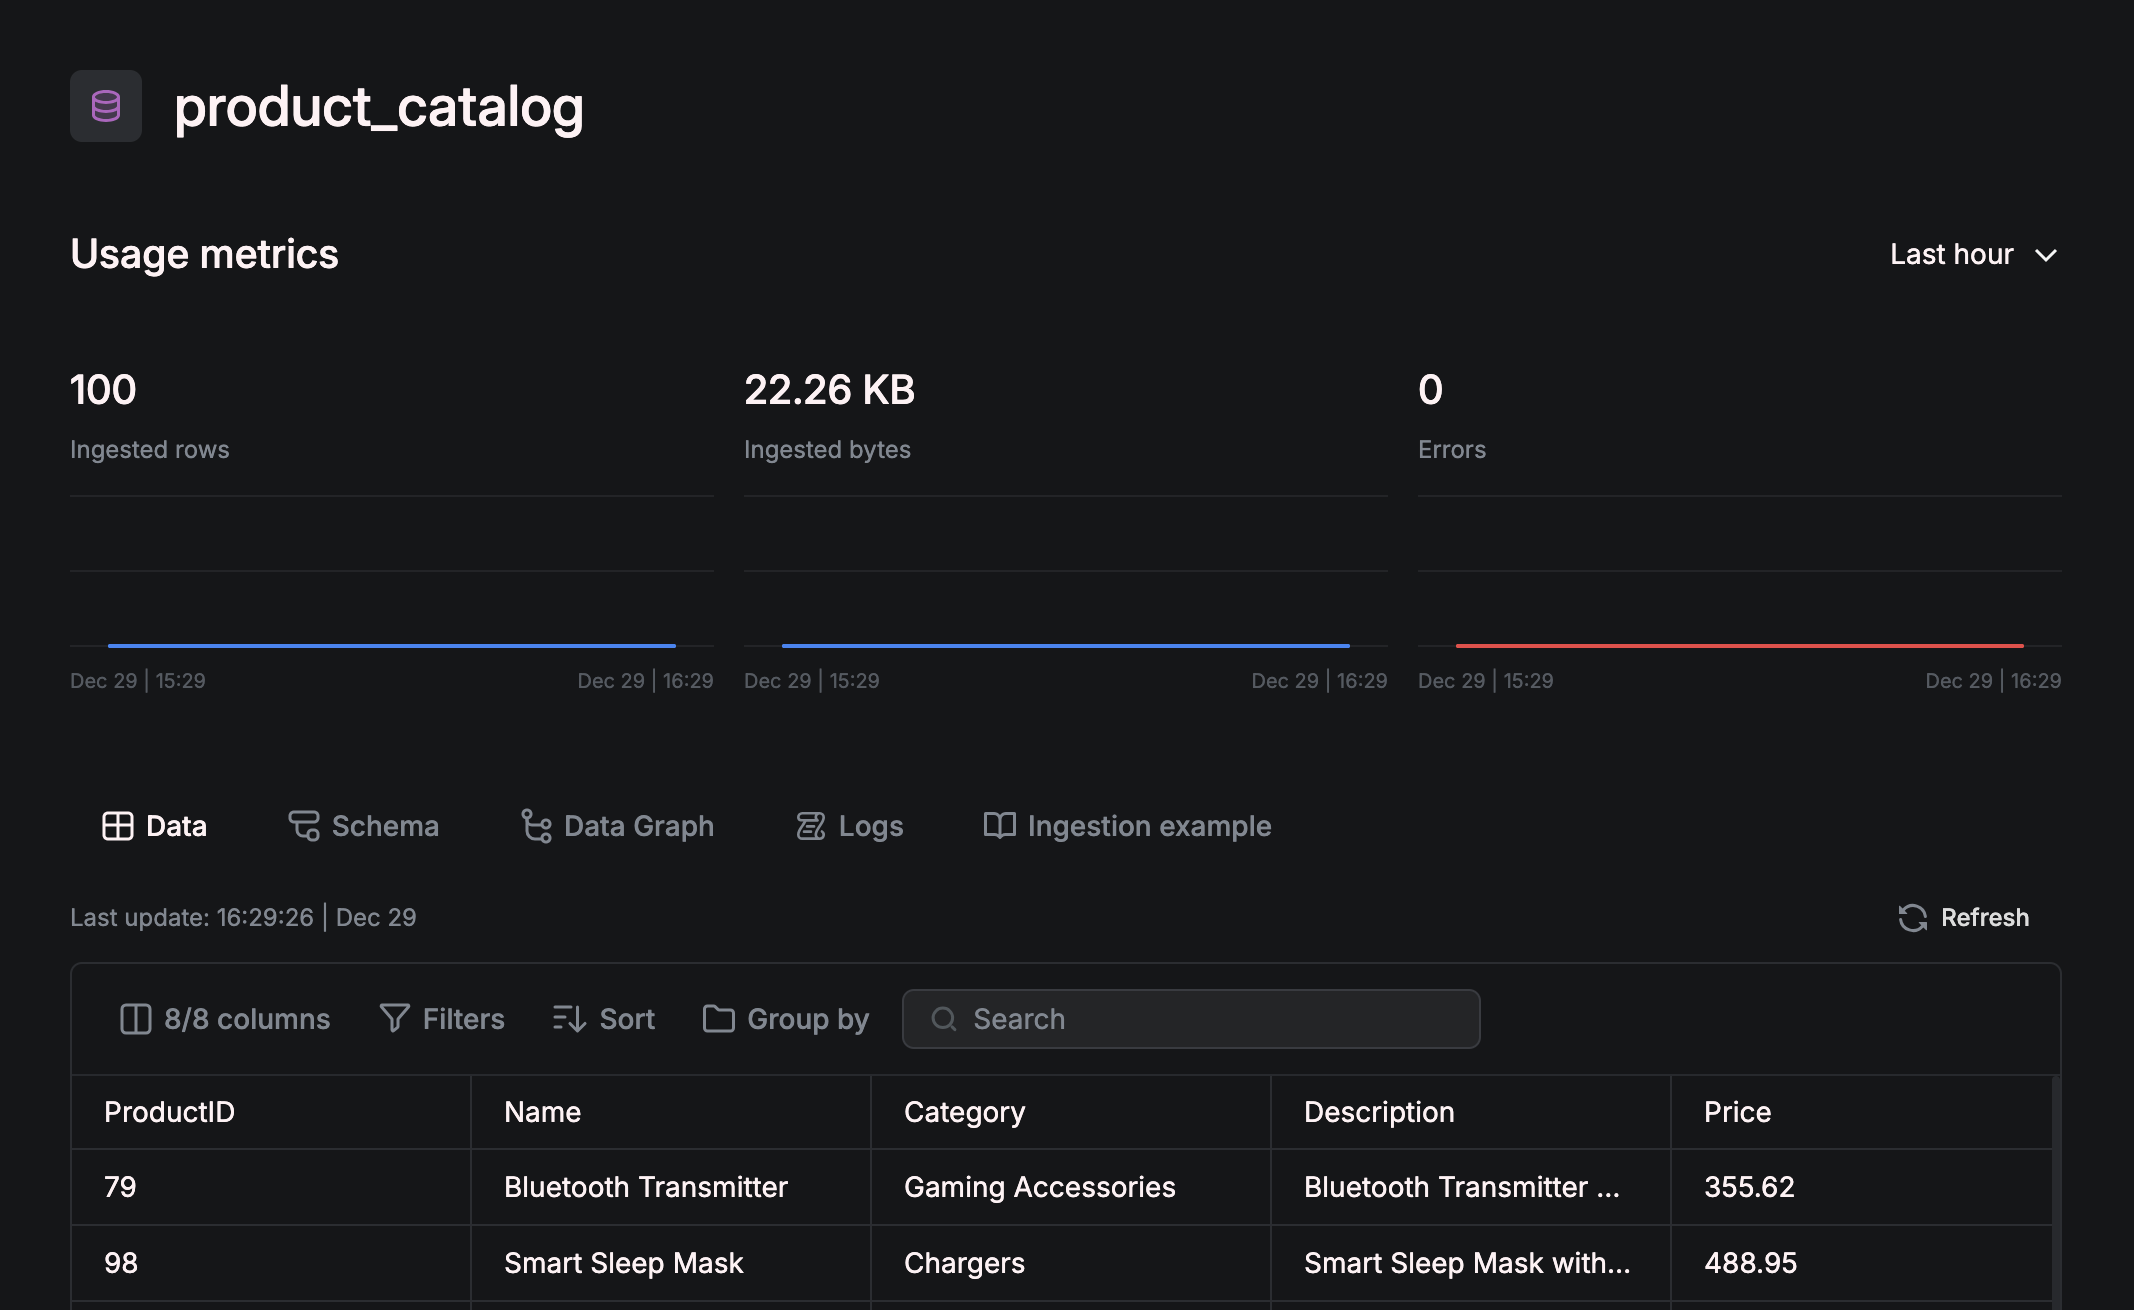 product_catalog
Usage metrics
Last hour
100
Ingested rows
22.26 KB
Ingested bytes
0
Errors
Dec 29 | 15:29
Dec 29 | 16:29
Dec 29 | 15:29
Dec 29 | 16:29
Dec 29 | 15:29
Dec 29 | 16:29
Data
Schema
Data Graph
Logs
Ingestion example
Last update: 16:29:26 | Dec 29
Refresh
8/8 columns
Filters
Sort
Group by
Search
ProductID Name Category Description Price
79 Bluetooth Transmitter Gaming Accessories Bluetooth Transmitter ... 355.62
98 Smart Sleep Mask Chargers Smart Sleep Mask with... 488.95